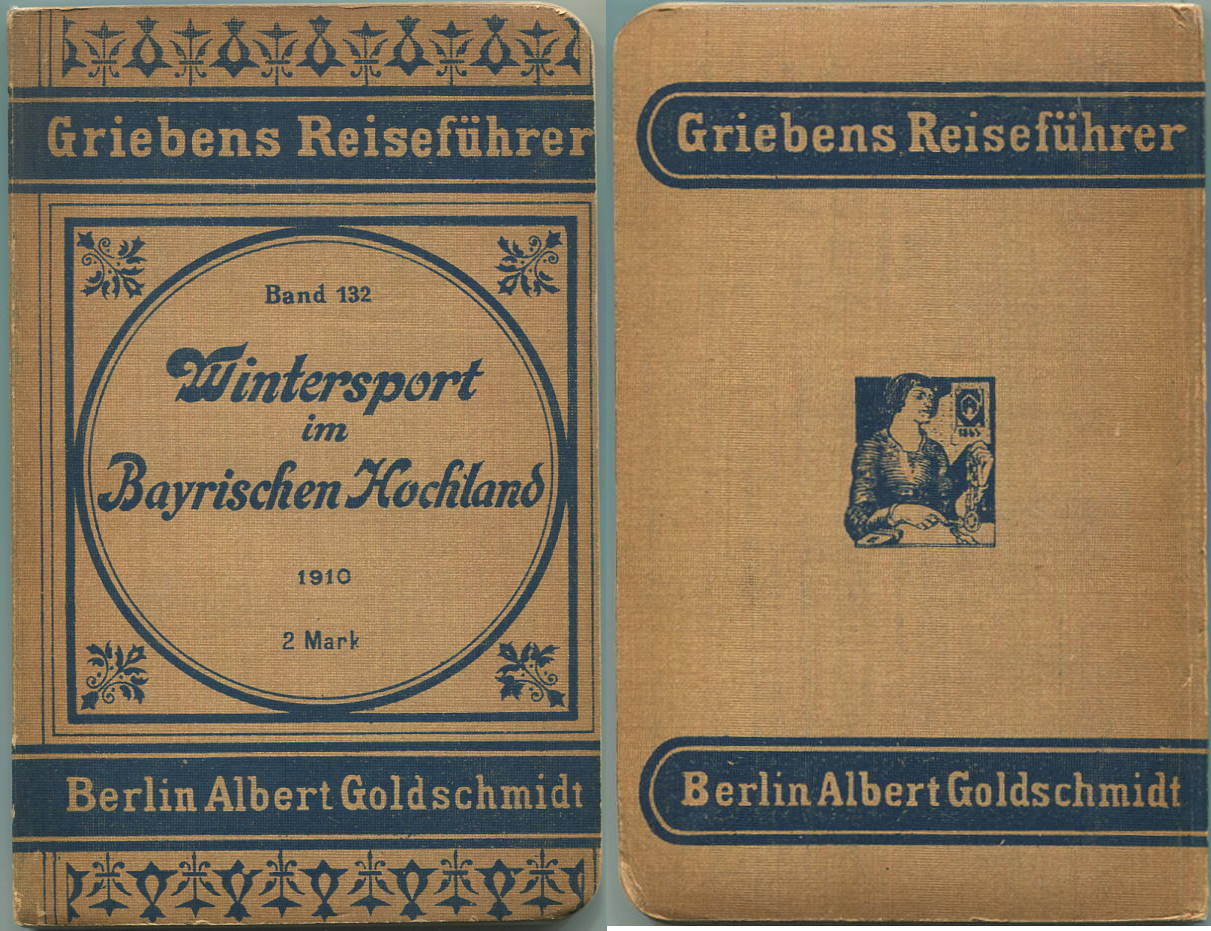 Griebens Reiseführer
Band 132
Wintersport
im
Bayrischen Hochland
1910
2 Mark
Berlin Albert Goldschmidt
Griebens Reiseführer
Berlin Albert Goldschmidt